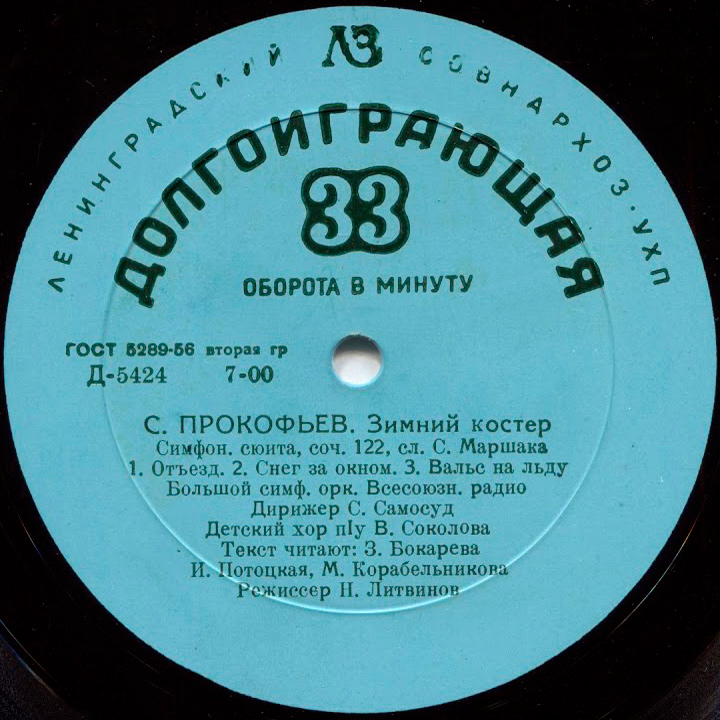 ЛЕНИНГРАДСКИЙ ЛЗ СОВНАРХОЗ·УХП
ДОЛГОИГРАЮЩАЯ
33
ОБОРОТА В МИНУТУ
ГОСТ 5289-56 вторая гр
Д-5424 7-00
С. ПРОКОФЬЕВ. Зимний костер
Симфон. сюита, соч. 122, сл. С. Маршака
1. Отъезд. 2. Снег за окном. 3. Вальс на льду
Большой симф. орк. Всесоюзн. радио
Дирижер С. Самосуд
Детский хор п/у В. Соколова
Текст читают: З. Бокарева
И. Потоцкая, М. Корабельникова
Режиссер Н. Литвинов